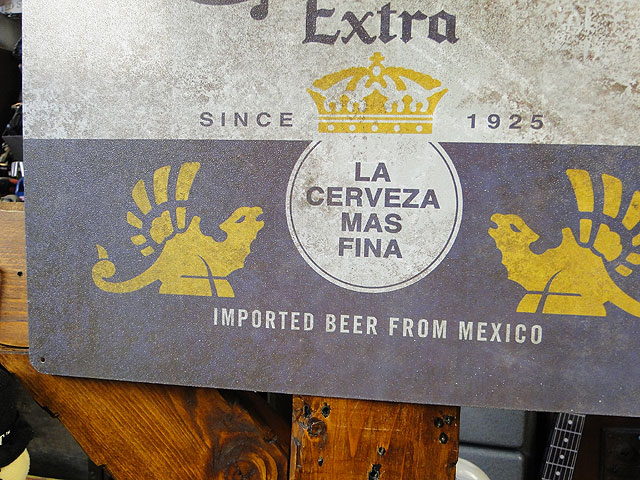 Extra
SINCE 1925
LA
CERVEZA
MAS
FINA
IMPORTED BEER FROM MEXICO